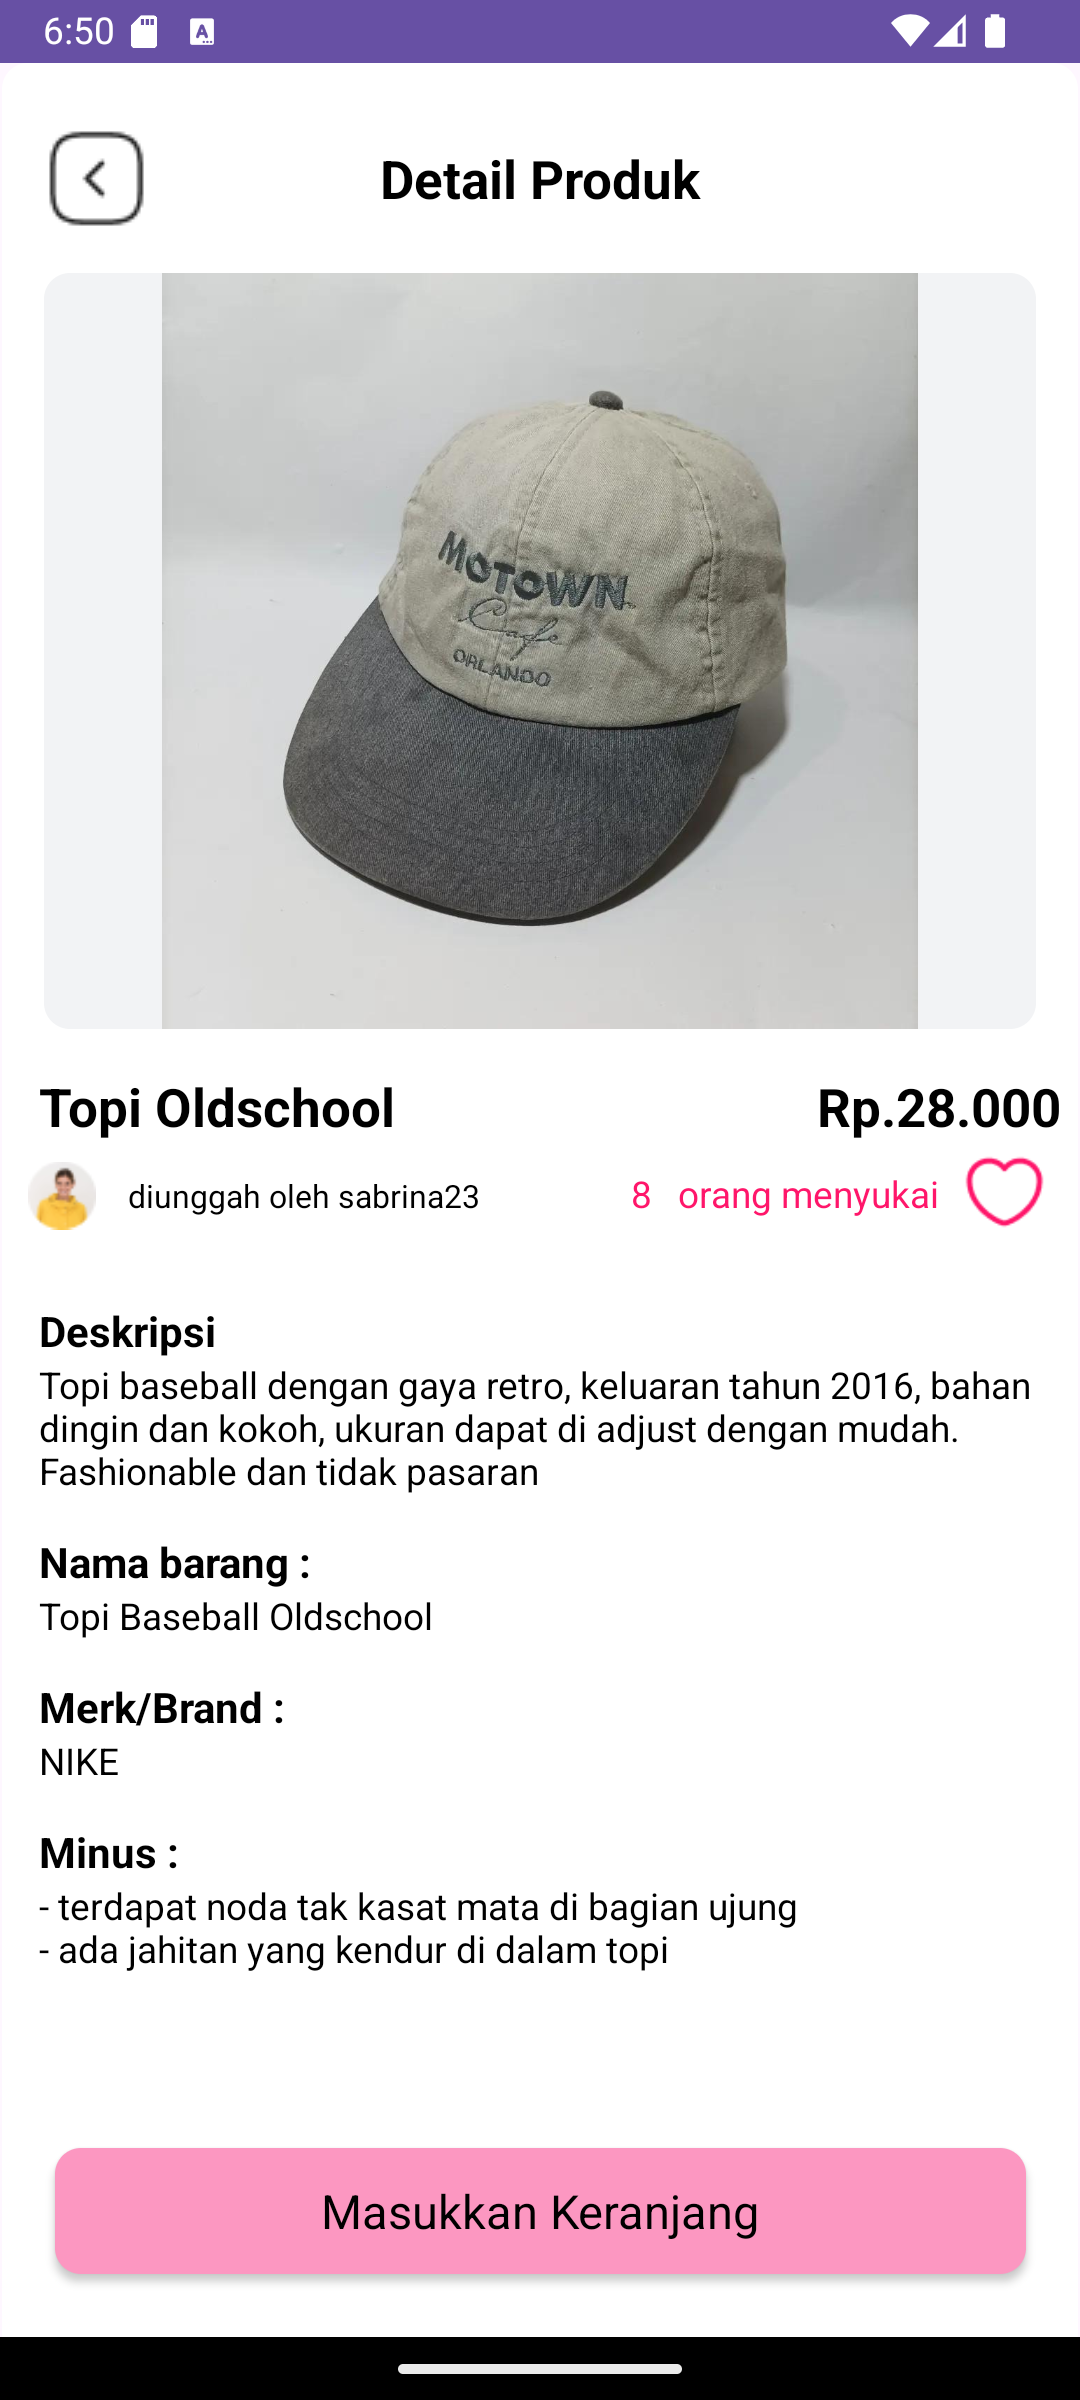 6:50
Detail Produk
MOTOWN
Cafe
ORLANDO
Topi Oldschool
Rp.28.000
diunggah oleh sabrina23
8 orang menyukai
Deskripsi
Topi baseball dengan gaya retro, keluaran tahun 2016, bahan
dingin dan kokoh, ukuran dapat di adjust dengan mudah.
Fashionable dan tidak pasaran
Nama barang :
Topi Baseball Oldschool
Merk/Brand :
NIKE
Minus :
- terdapat noda tak kasat mata di bagian ujung
- ada jahitan yang kendur di dalam topi
Masukkan Keranjang